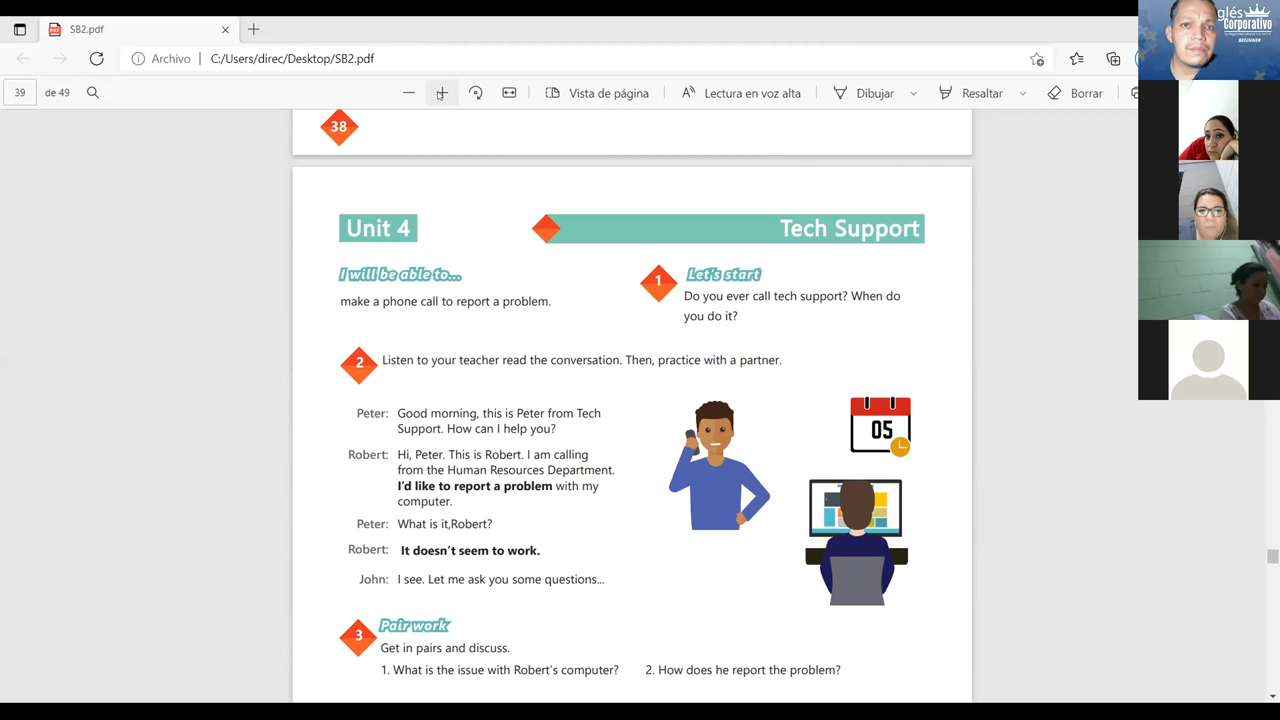 SB2.pdf
Archivo
C:/Users/direc/Desktop/SB2.pdf
39
de 49
Vista de página
Lectura en voz alta
Dibujar
Resaltar
Borrar
glés
Corporativo
BEGINNER
38
Unit 4
Tech Support
I will be able to...
make a phone call to report a problem.
1
Let's start
Do you ever call tech support? When do
you do it?
2
Listen to your teacher read the conversation. Then, practice with a partner.
Peter: Good morning, this is Peter from Tech
Support. How can I help you?
Robert: Hi, Peter. This is Robert. I am calling
from the Human Resources Department.
I'd like to report a problem with my
computer.
Peter: What is it,Robert?
Robert: It doesn't seem to work.
John: I see. Let me ask you some questions...
05
3
Pair work
Get in pairs and discuss.
1. What is the issue with Robert's computer?
2. How does he report the problem?